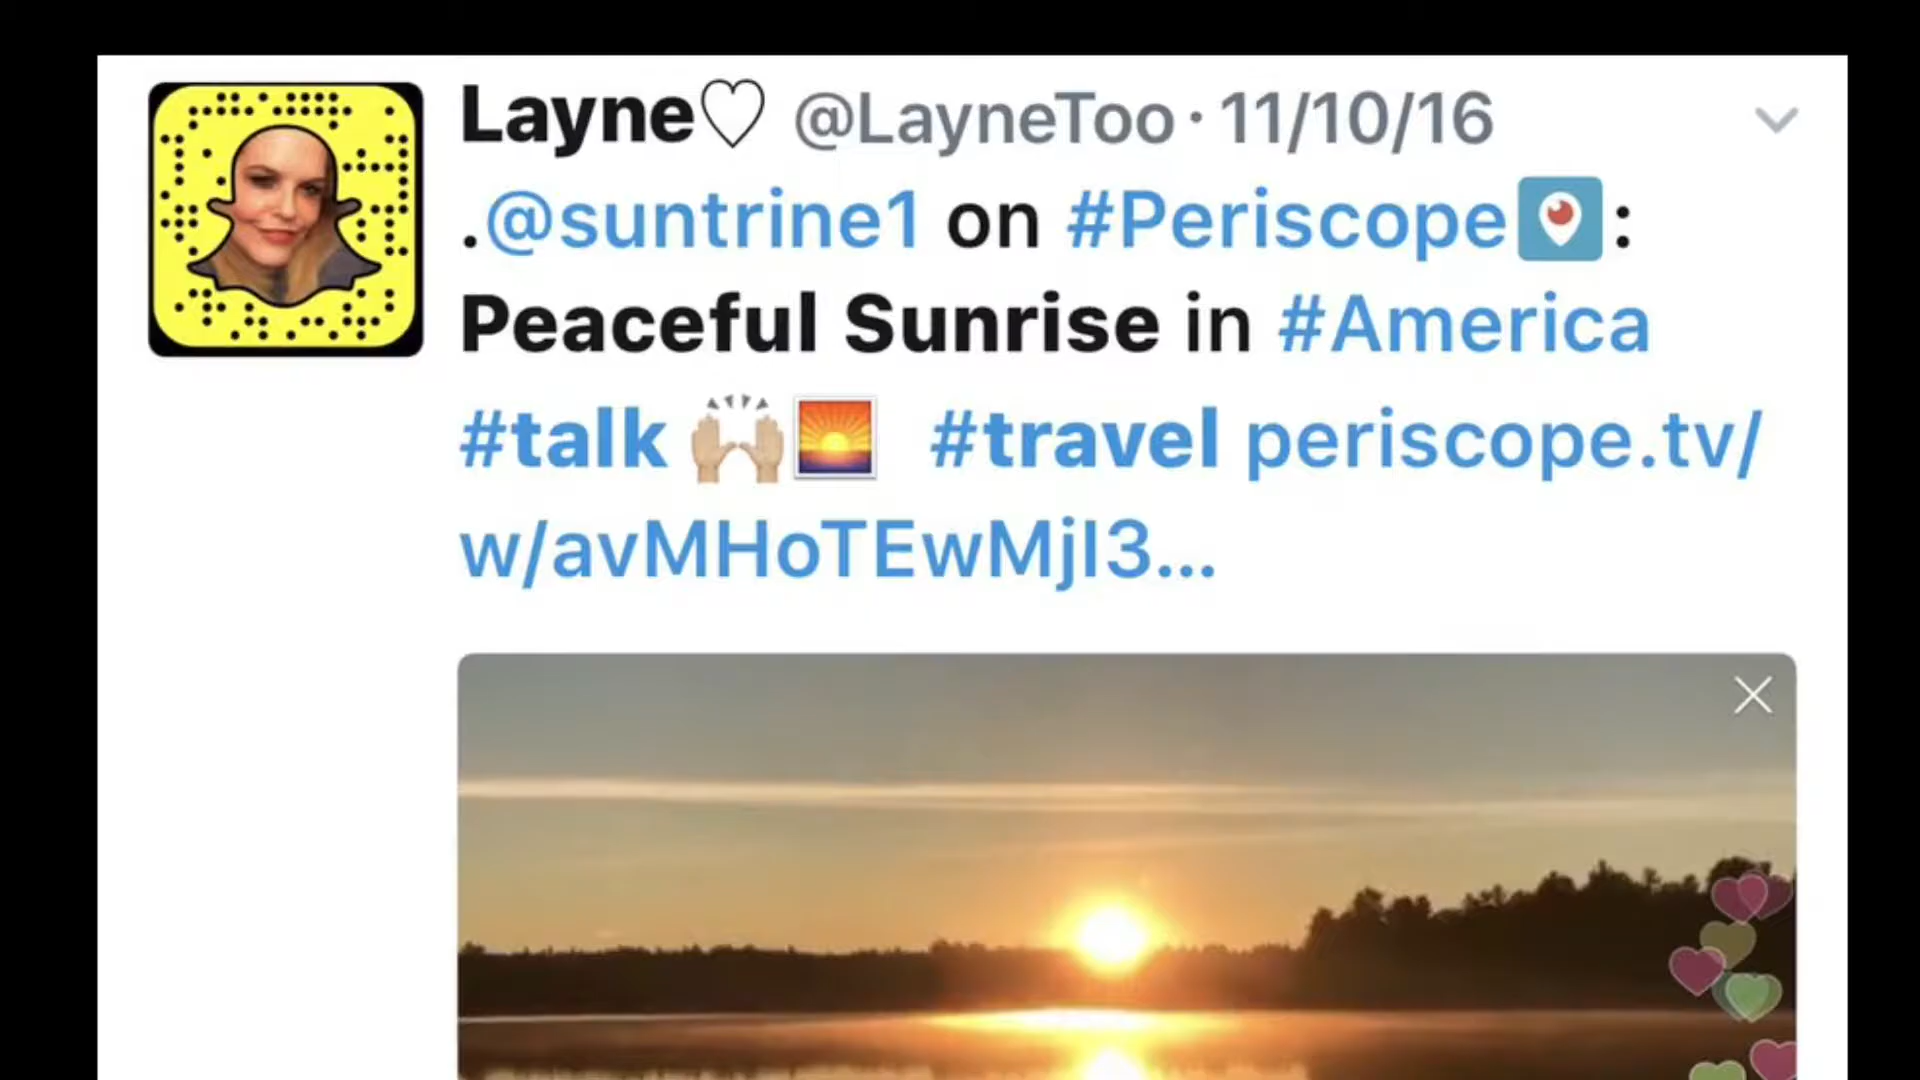 Layne♡ @LayneToo · 11/10/16
.@suntrine1 on #Periscope:
Peaceful Sunrise in #America
#talk 🙌🏼🌅 #travel periscope.tv/
w/avMHoTEwMjI3...